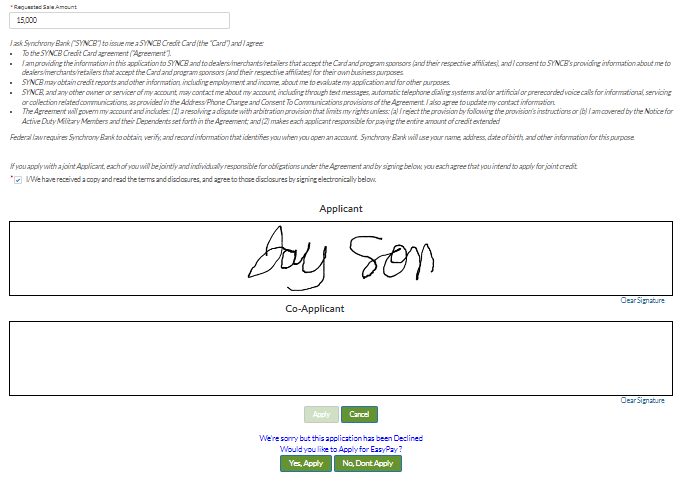 * Requested Sale Amount
15,000
I ask Synchrony Bank ("SYNCB") to issue me a SYNCB Credit Card (the "Card") and I agree:
• To the SYNCB Credit Card agreement ("Agreement").
• I am providing the information in this application to SYNCB and to dealers/merchants/retailers that accept the Card and program sponsors (and their respective affiliates), and I consent to SYNCB's providing information about me to
dealers/merchants/retailers that accept the Card and program sponsors (and their respective affiliates) for their own business purposes.
• SYNCB may obtain credit reports and other information, including employment and income, about me to evaluate my application and for other purposes.
• SYNCB, and any other owner or servicer of my account, may contact me about my account, including through text messages, automatic telephone dialing systems and/or artificial or prerecorded voice calls for informational, servicing
or collection related communications, as provided in the Address/Phone Change and Consent To Communications provisions of the Agreement. I also agree to update my contact information.
• The Agreement will govern my account and includes: (1) a resolving a dispute with arbitration provision that limits my rights unless: (a) I reject the provision by following the provision's instructions or (b) I am covered by the Notice for
Active Duty Military Members and their Dependents set forth in the Agreement; and (2) makes each applicant responsible for paying the entire amount of credit extended
Federal law requires Synchrony Bank to obtain, verify, and record information that identifies you when you open an account. Synchrony Bank will use your name, address, date of birth, and other information for this purpose.
If you apply with a joint Applicant, each of you will be jointly and individually responsible for obligations under the Agreement and by signing below, you each agree that you intend to apply for joint credit.
* I/We have received a copy and read the terms and disclosures, and agree to those disclosures by signing electronically below.
Applicant
Jay Son
Clear Signature
Co-Applicant
Clear Signature
Apply Cancel
We're sorry but this application has been Declined
Would you like to Apply for EasyPay ?
Yes, Apply No, Dont Apply